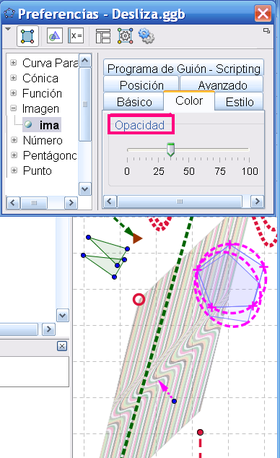 Preferencias - Desliza.ggb
x=
Curva Para
Cónica
Función
Imagen
ima
Número
Pentágono
Punto
Programa de Guión - Scripting
Posición Avanzado
Básico Color Estilo
Opacidad
0 25 50 75 100